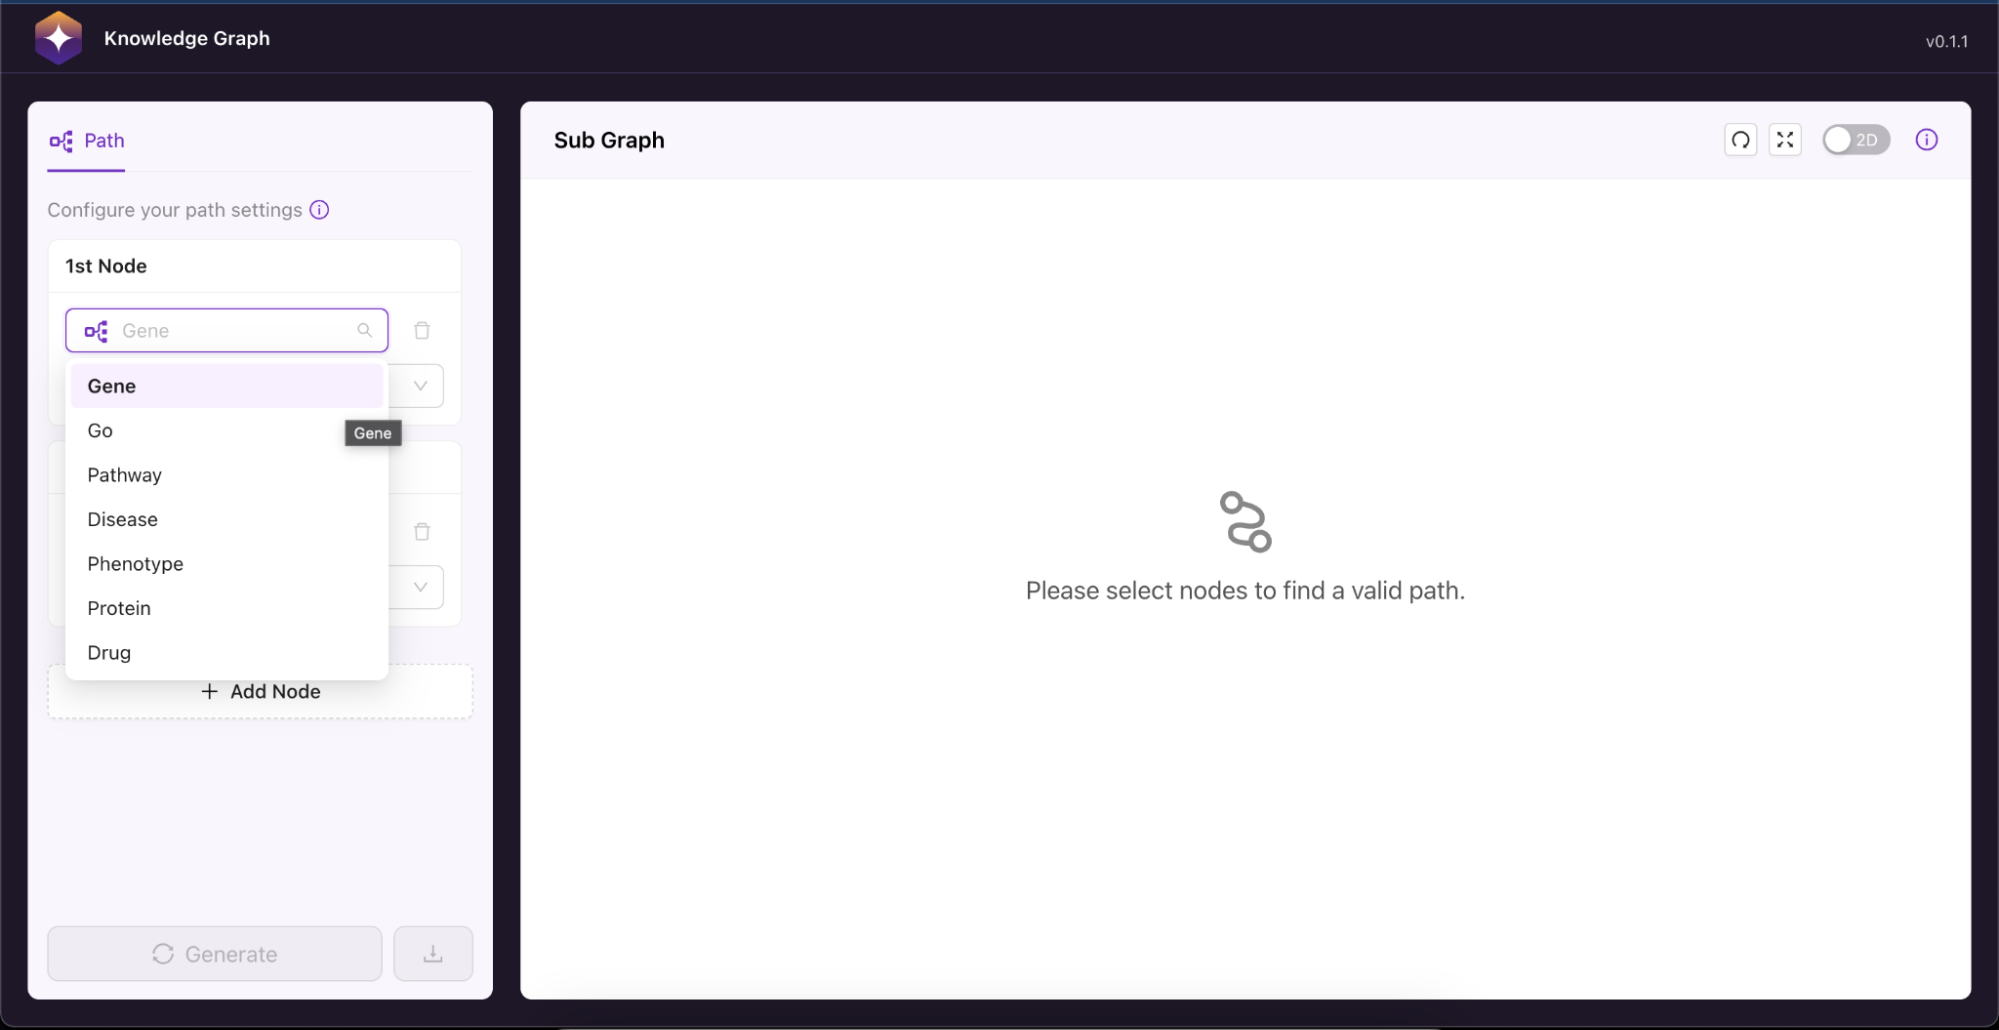 Knowledge Graph
v0.1.1
Path
Configure your path settings
1st Node
Gene
Gene
Go
Gene
Pathway
Disease
Phenotype
Protein
Drug
Add Node
Generate
Sub Graph
2D
Please select nodes to find a valid path.